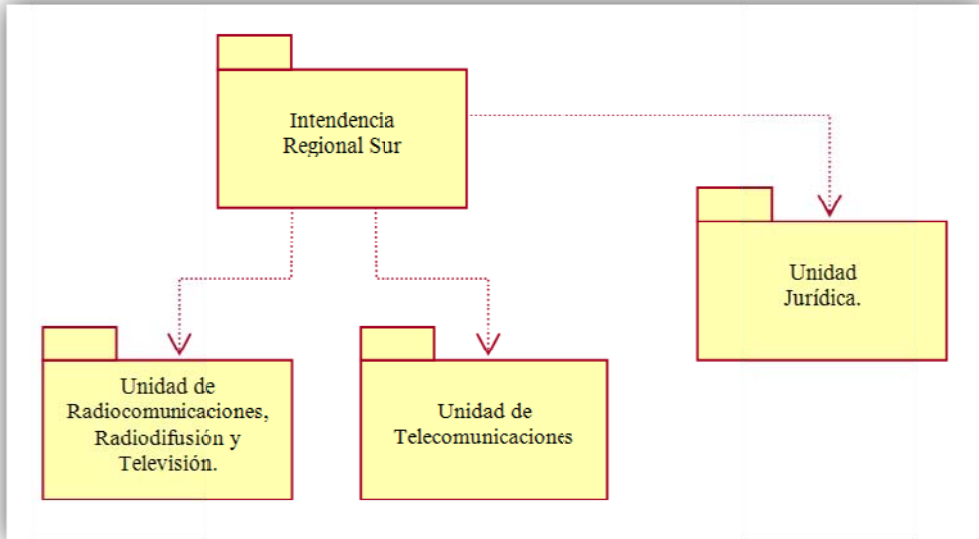 Intendencia
Regional Sur
Unidad
Jurídica.
Unidad de
Radiocomunicaciones,
Radiodifusión y
Televisión.
Unidad de
Telecomunicaciones